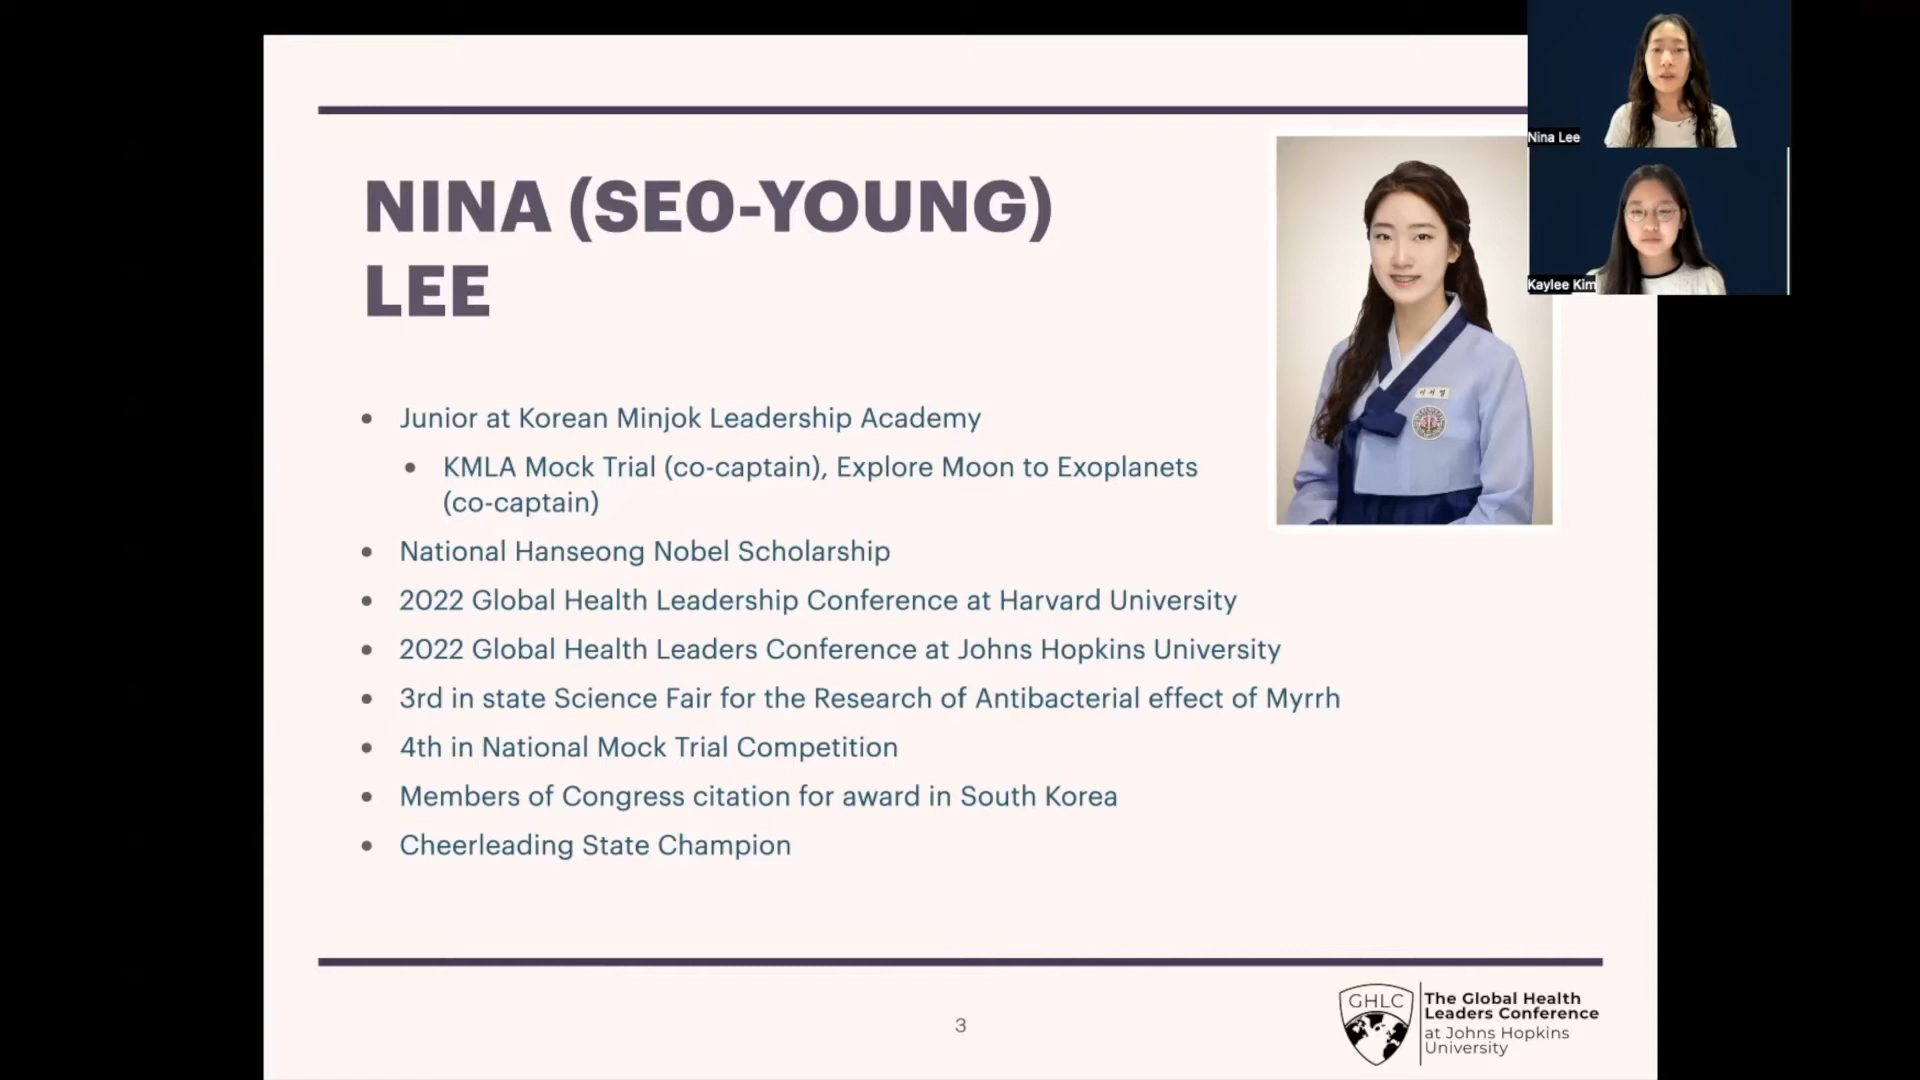 NINA (SEO-YOUNG)
LEE
Nina Lee
Kaylee Kim
이서영
• Junior at Korean Minjok Leadership Academy
• KMLA Mock Trial (co-captain), Explore Moon to Exoplanets
(co-captain)
• National Hanseong Nobel Scholarship
• 2022 Global Health Leadership Conference at Harvard University
• 2022 Global Health Leaders Conference at Johns Hopkins University
• 3rd in state Science Fair for the Research of Antibacterial effect of Myrrh
• 4th in National Mock Trial Competition
• Members of Congress citation for award in South Korea
• Cheerleading State Champion
3
GHLC
The Global Health
Leaders Conference
at Johns Hopkins
University